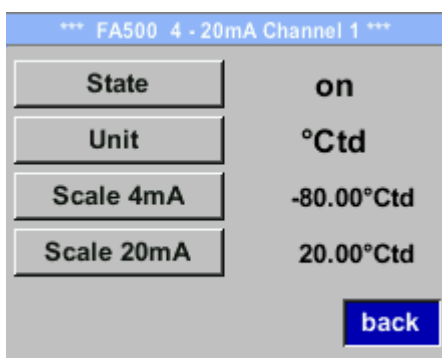 *** FA500 4 - 20mA Channel 1 ***
State on
Unit °Ctd
Scale 4mA -80.00°Ctd
Scale 20mA 20.00°Ctd
back